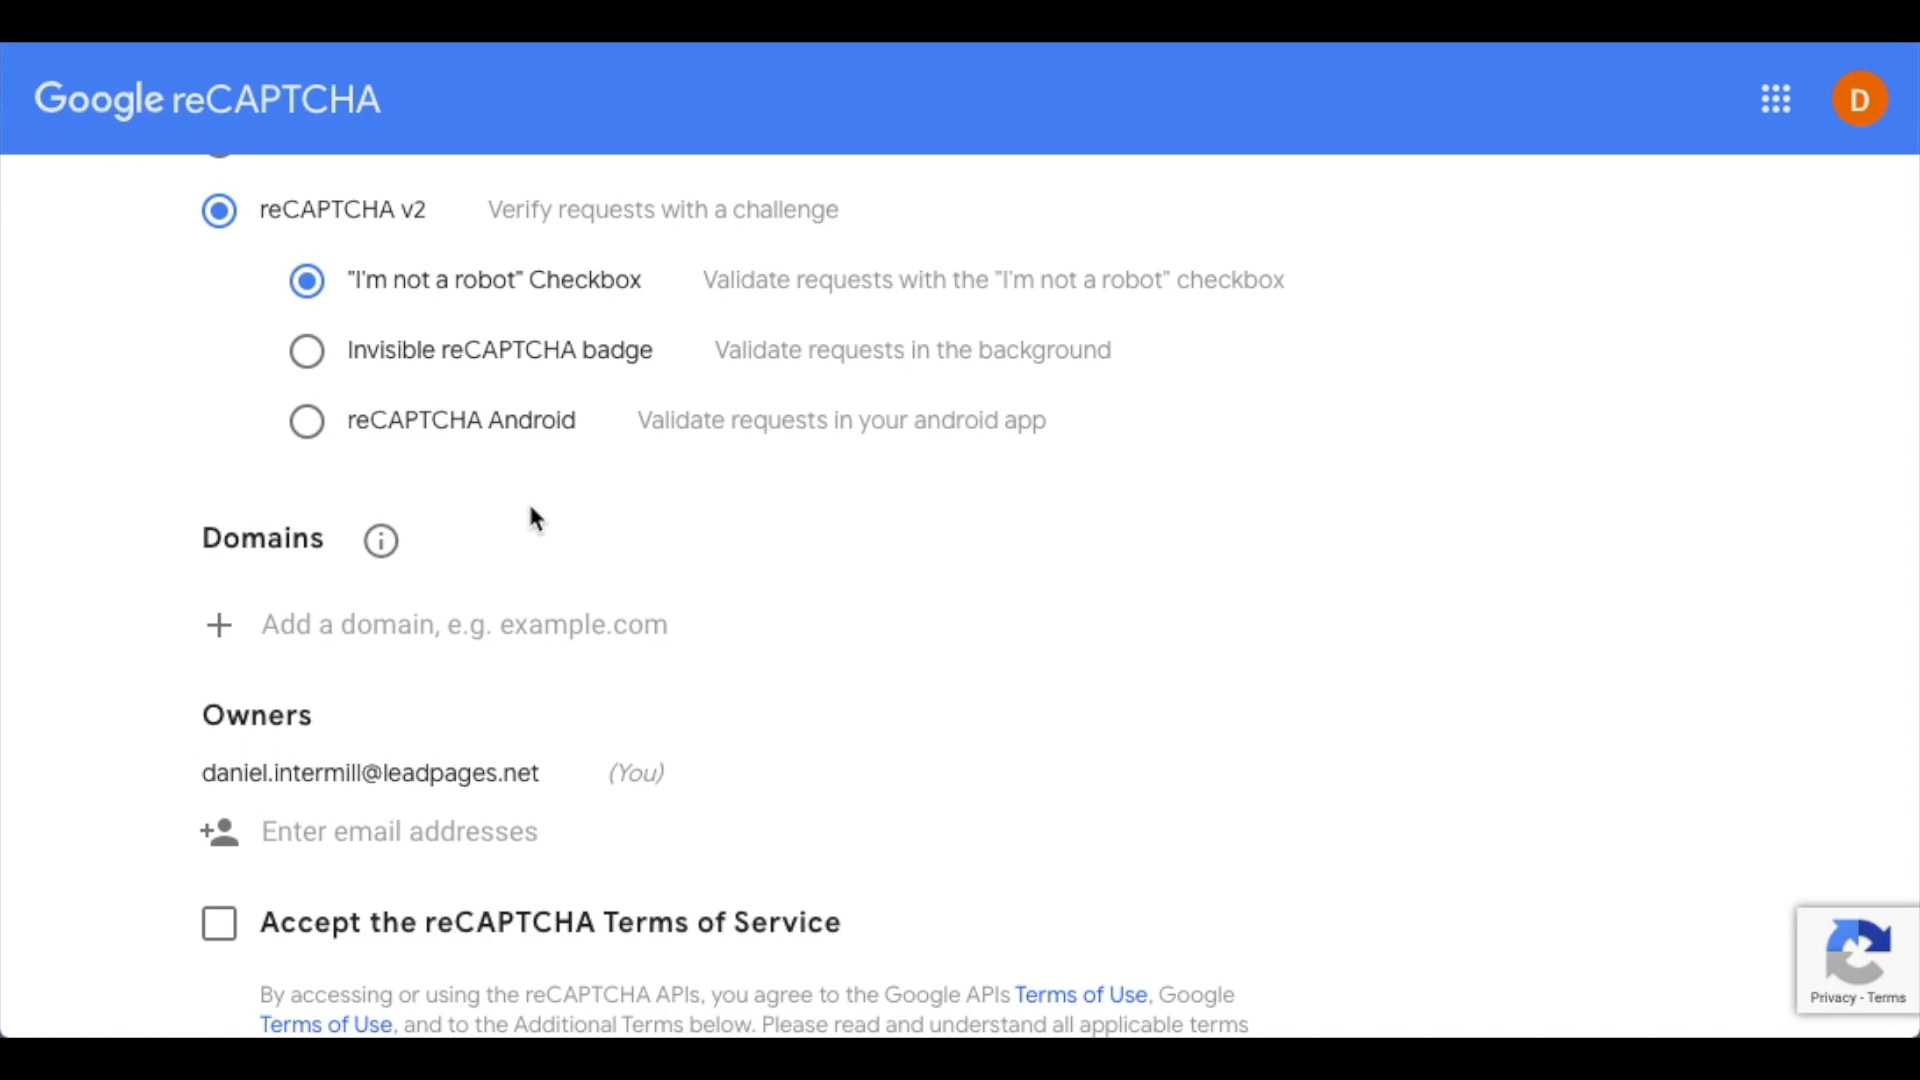 Google reCAPTCHA
D
reCAPTCHA v2 Verify requests with a challenge
"I'm not a robot" Checkbox Validate requests with the "I'm not a robot" checkbox
Invisible reCAPTCHA badge Validate requests in the background
reCAPTCHA Android Validate requests in your android app
Domains
Add a domain, e.g. example.com
Owners
daniel.intermill@leadpages.net (You)
Enter email addresses
Accept the reCAPTCHA Terms of Service
By accessing or using the reCAPTCHA APIs, you agree to the Google APIs Terms of Use, Google
Terms of Use, and to the Additional Terms below. Please read and understand all applicable terms
Privacy - Terms